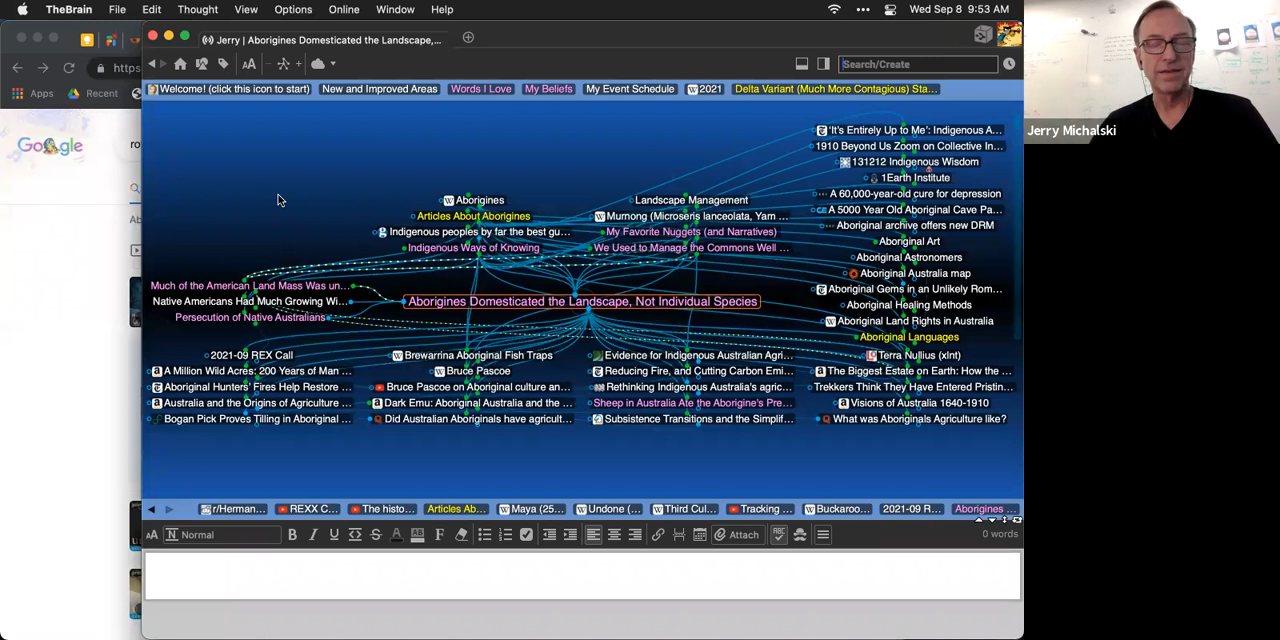 TheBrain File Edit Thought View Options Online Window Help Wed Sep 8 9:53 AM
Jerry | Aborigines Domesticated the Landscape,...
https
AA Search/Create
Apps Recent
Welcome! (click this icon to start) New and Improved Areas Words I Love My Beliefs My Event Schedule 2021 Delta Variant (Much More Contagious) Sta...
Google ro
Jerry Michalski
'It's Entirely Up to Me': Indigenous A...
1910 Beyond Us Zoom on Collective In...
131212 Indigenous Wisdom
1Earth Institute
A 60,000-year-old cure for depression
A 5000 Year Old Aboriginal Cave Pa...
Aboriginal archive offers new DRM
Aboriginal Art
Aboriginal Astronomers
Aboriginal Australia map
Aboriginal Gems in an Unlikely Rom...
Aboriginal Healing Methods
Aboriginal Land Rights in Australia
Aboriginal Languages
Aborigines
Articles About Aborigines
Indigenous peoples by far the best gu...
Indigenous Ways of Knowing
Landscape Management
Murnong (Microseris lanceolata, Yam ...
My Favorite Nuggets (and Narratives)
We Used to Manage the Commons Well ...
Much of the American Land Mass Was un...
Native Americans Had Much Growing Wi...
Persecution of Native Australians
Aborigines Domesticated the Landscape, Not Individual Species
2021-09 REX Call
A Million Wild Acres: 200 Years of Man ...
Aboriginal Hunters' Fires Help Restore ...
Australia and the Origins of Agriculture ...
Bogan Pick Proves Tilling in Aboriginal ...
Brewarrina Aboriginal Fish Traps
Bruce Pascoe
Bruce Pascoe on Aboriginal culture an...
Dark Emu: Aboriginal Australia and the ...
Did Australian Aboriginals have agricult...
Evidence for Indigenous Australian Agri...
Reducing Fire, and Cutting Carbon Emi...
Rethinking Indigenous Australia's agric...
Sheep in Australia Ate the Aborigine's Pre...
Subsistence Transitions and the Simplif...
Terra Nullius (xInt)
The Biggest Estate on Earth: How the ...
Trekkers Think They Have Entered Pristin...
Visions of Australia 1640-1910
What was Aboriginals Agriculture like?
r/Herman... REXX C... The histo... Articles Ab... Maya (25... Undone (... Third Cul... Tracking ... Buckaroo... 2021-09 R... Aborigines ...
AA N Normal B I U S A F Attach 0 words